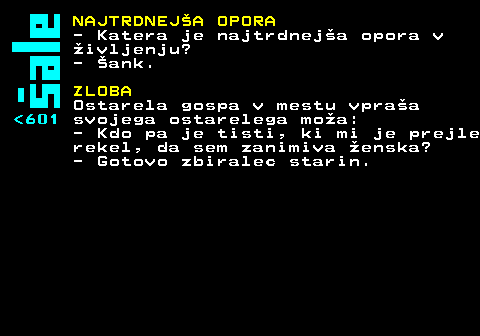 šale
<601
NAJTRDNEJŠA OPORA
- Katera je najtrdnejša opora v
življenju?
- Šank.
ZLOBA
Ostarela gospa v mestu vpraša
svojega ostarelega moža:
- Kdo pa je tisti, ki mi je prejle
rekel, da sem zanimiva ženska?
- Gotovo zbiralec starin.